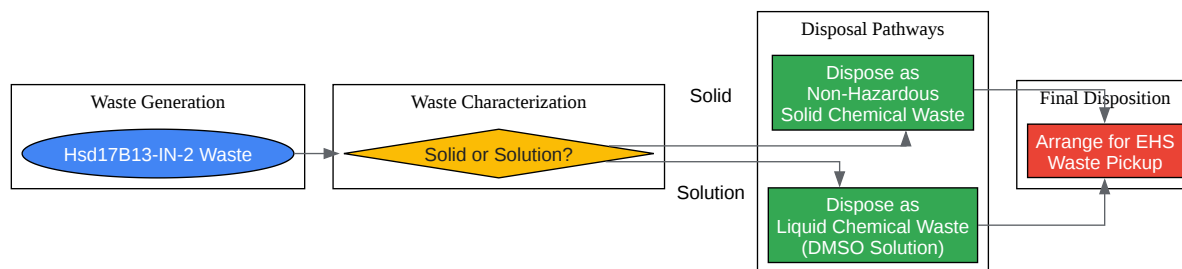 Waste Generation
Hsd17B13-IN-2 Waste
Waste Characterization
Solid or Solution?
Solid
Solution
Disposal Pathways
Dispose as
Non-Hazardous
Solid Chemical Waste
Dispose as
Liquid Chemical Waste
(DMSO Solution)
Final Disposition
Arrange for EHS
Waste Pickup